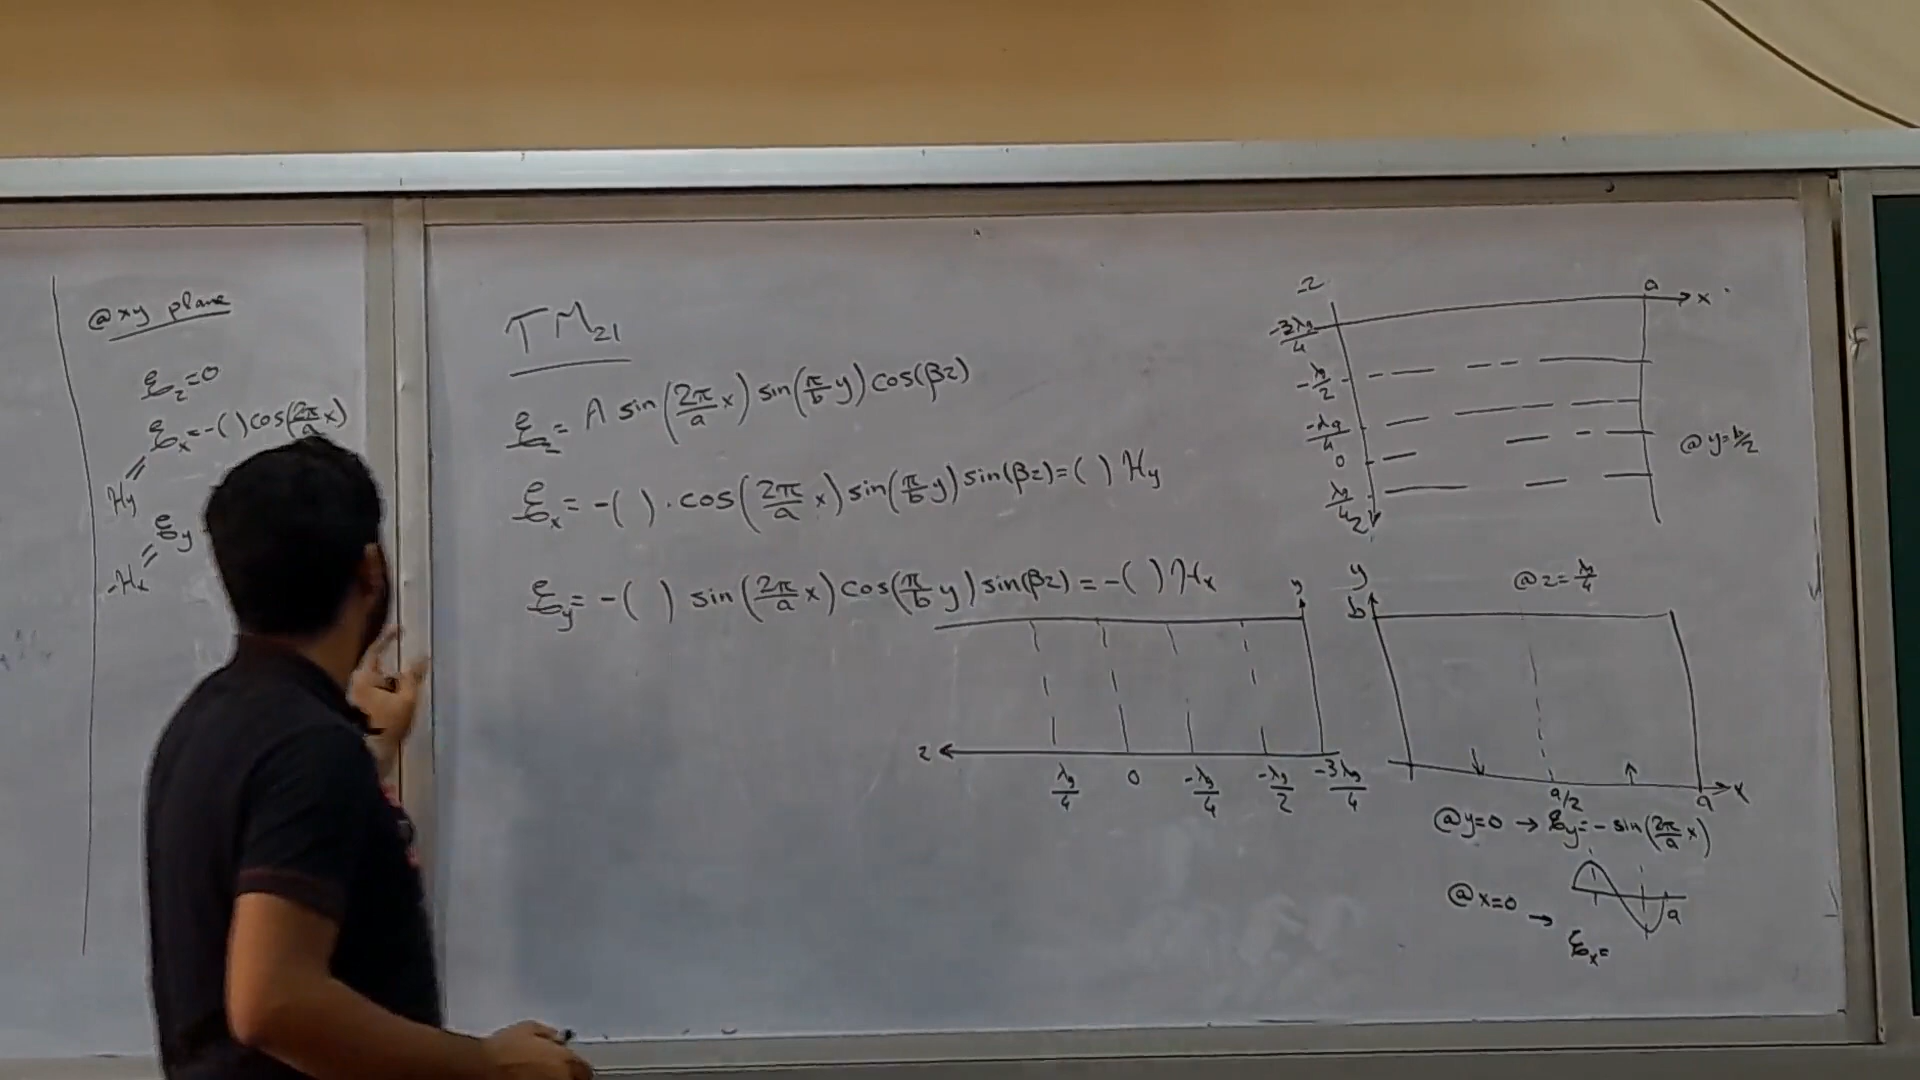 @ xy plane
ℰz=0
ℰx=-( )cos(2π/a x)
Hy
ℰy
-Hx
TM21
ℰz= A sin(2π/a x) sin(π/b y) cos(βz)
ℰx = -( ) . cos(2π/a x) sin(π/b y) sin(βz)=( ) Hy
ℰy= -( ) sin(2π/a x) cos(π/b y) sin(βz) = -( ) Hx
a
x
-3λg/4
-λg/2
-λg/4
0
λg/4
z
@ y=b/2
y
z
λg/4
0
-λg/4
-λg/2
-3λg/4
y
b
@ z=λg/4
a/2
a
x
@ y=0 → ℰy=- sin(2π/a x)
a
@ x=0 →
ℰx=